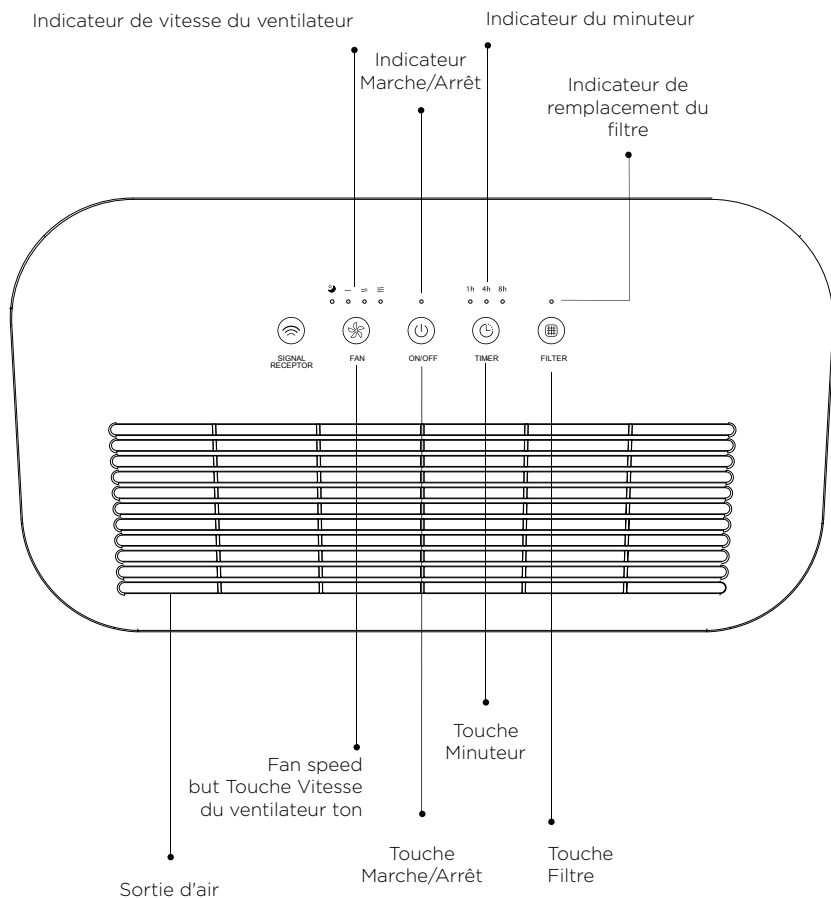 Indicateur de vitesse du ventilateur
Indicateur du minuteur
Indicateur
Marche/Arrêt
Indicateur de
remplacement du
filtre
1h 4h 8h
SIGNAL
RECEPTOR
FAN
ON/OFF
TIMER
FILTER
Touche
Minuteur
Fan speed
but Touche Vitesse
du ventilateur ton
Touche
Marche/Arrêt
Touche
Filtre
Sortie d'air